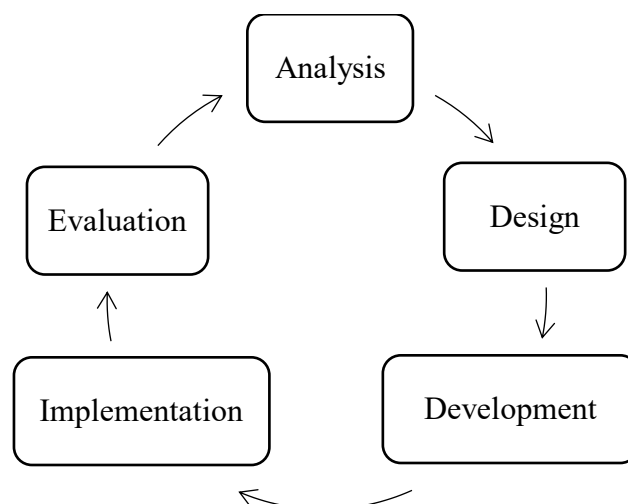 Analysis
Design
Development
Implementation
Evaluation